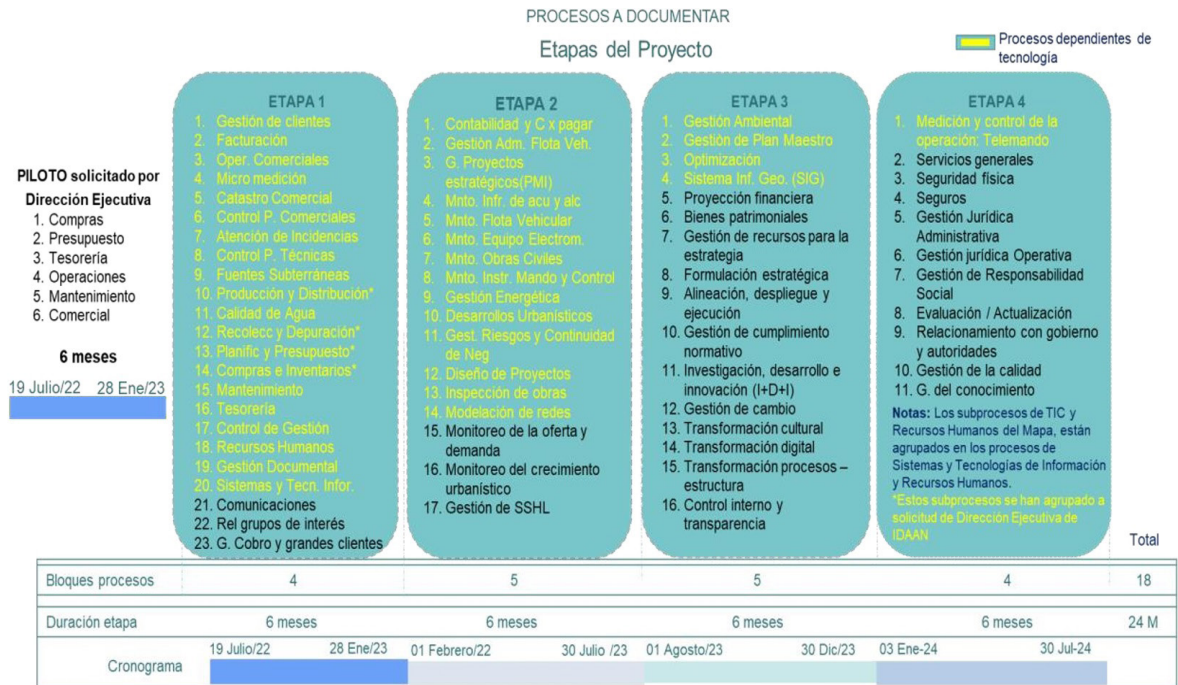 PROCESOS A DOCUMENTAR
Etapas del Proyecto
Procesos dependientes de
tecnología
PILOTO solicitado por
Dirección Ejecutiva
1. Compras
2. Presupuesto
3. Tesorería
4. Operaciones
5. Mantenimiento
6. Comercial
6 meses
19 Julio/22 28 Ene/23
ETAPA 1
1. Gestión de clientes
2. Facturación
3. Oper. Comerciales
4. Micro medición
5. Catastro Comercial
6. Control P. Comerciales
7. Atención de Incidencias
8. Control P. Técnicas
9. Fuentes Subterráneas
10. Producción y Distribución*
11. Calidad de Agua
12. Recolecc y Depuración*
13. Planific y Presupuesto*
14. Compras e Inventarios*
15. Mantenimiento
16. Tesorería
17. Control de Gestión
18. Recursos Humanos
19. Gestión Documental
20. Sistemas y Tecn. Infor.
21. Comunicaciones
22. Rel grupos de interés
23. G. Cobro y grandes clientes
ETAPA 2
1. Contabilidad y C x pagar
2. Gestiòn Adm. Flota Veh.
3. G. Proyectos
estratégicos(PMI)
4. Mnto. Infr. de acu y alc
5. Mnto. Flota Vehicular
6. Mnto. Equipo Electrom.
7. Mnto. Obras Civiles
8. Mnto. Instr. Mando y Control
9. Gestión Energética
10. Desarrollos Urbanísticos
11. Gest. Riesgos y Continuidad
de Neg
12. Diseño de Proyectos
13. Inspección de obras
14. Modelación de redes
15. Monitoreo de la oferta y
demanda
16. Monitoreo del crecimiento
urbanístico
17. Gestión de SSHL
ETAPA 3
1. Gestión Ambiental
2. Gestiòn de Plan Maestro
3. Optimización
4. Sistema Inf. Geo. (SIG)
5. Proyección financiera
6. Bienes patrimoniales
7. Gestión de recursos para la
estrategia
8. Formulación estratégica
9. Alineación, despliegue y
ejecución
10. Gestión de cumplimiento
normativo
11. Investigación, desarrollo e
innovación (I+D+I)
12. Gestión de cambio
13. Transformación cultural
14. Transformación digital
15. Transformación procesos –
estructura
16. Control interno y
transparencia
ETAPA 4
1. Medición y control de la
operación: Telemando
2. Servicios generales
3. Seguridad física
4. Seguros
5. Gestión Jurídica
Administrativa
6. Gestión jurídica Operativa
7. Gestión de Responsabilidad
Social
8. Evaluación / Actualización
9. Relacionamiento con gobierno
y autoridades
10. Gestión de la calidad
11. G. del conocimiento
Notas: Los subprocesos de TIC y
Recursos Humanos del Mapa, están
agrupados en los procesos de
Sistemas y Tecnologías de Información
y Recursos Humanos.
*Estos subprocesos se han agrupado a
solicitud de Dirección Ejecutiva de
IDAAN
Total
Bloques procesos 4 5 5 4 18
Duración etapa 6 meses 6 meses 6 meses 6 meses 24 M
Cronograma 19 Julio/22 28 Ene/23 01 Febrero/22 30 Julio /23 01 Agosto/23 30 Dic/23 03 Ene-24 30 Jul-24